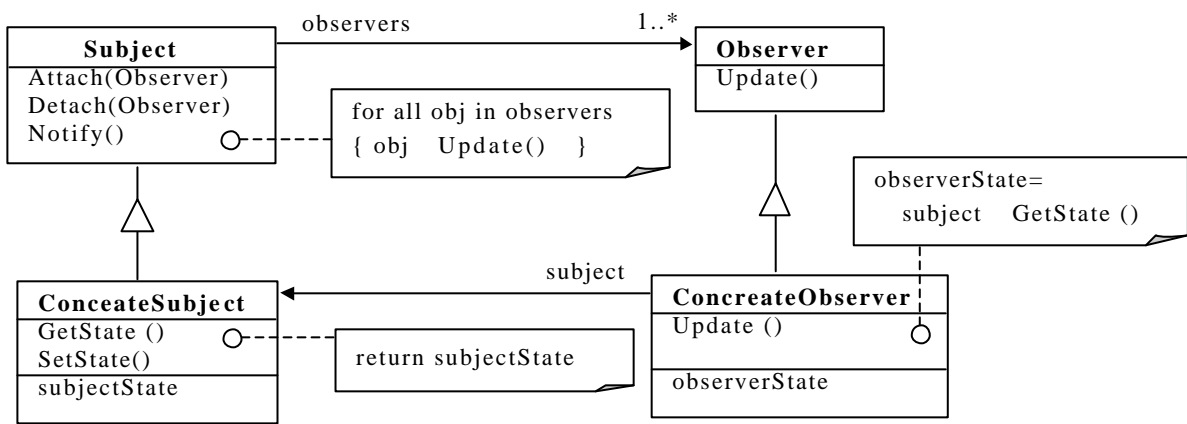 observers
1..*
Subject
Attach(Observer)
Detach(Observer)
Notify()
for all obj in observers
{ obj Update() }
Observer
Update()
observerState=
subject GetState ()
subject
ConceateSubject
GetState ()
SetState()
subjectState
return subjectState
ConcreateObserver
Update ()
observerState